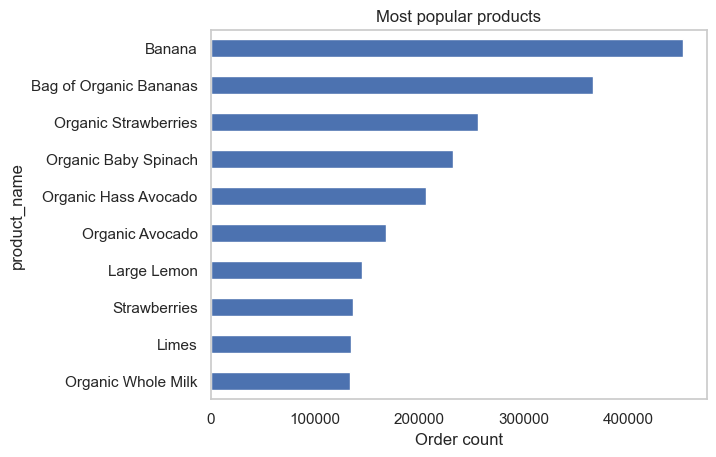 Most popular products
product_name
Banana
Bag of Organic Bananas
Organic Strawberries
Organic Baby Spinach
Organic Hass Avocado
Organic Avocado
Large Lemon
Strawberries
Limes
Organic Whole Milk
0 100000 200000 300000 400000
Order count